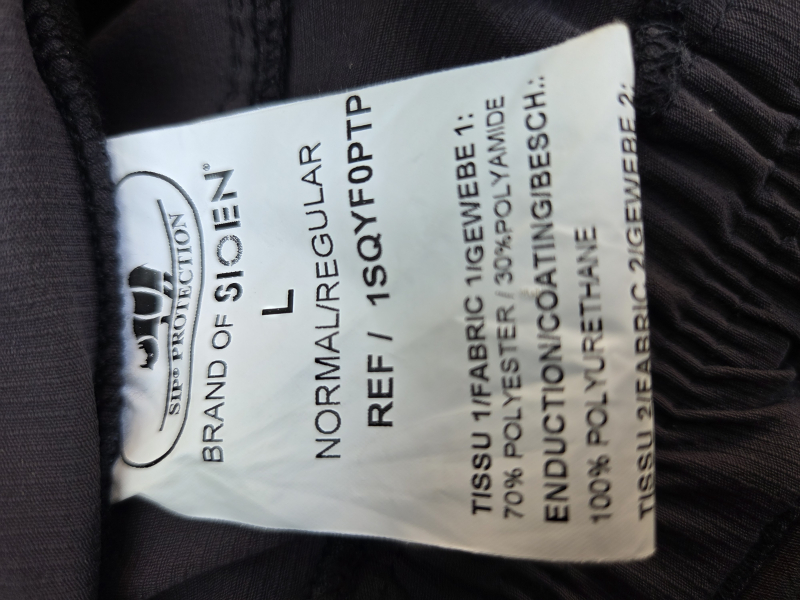 SIP® PROTECTION
BRAND OF SIOEN®
L
NORMAL/REGULAR
REF / 1SQYF0PTP
TISSU 1/FABRIC 1/GEWEBE 1:
70% POLYESTER / 30%POLYAMIDE
ENDUCTION/COATING/BESCH.:
100% POLYURETHANE
TISSU 2/FABRIC 2/GEWEBE 2: